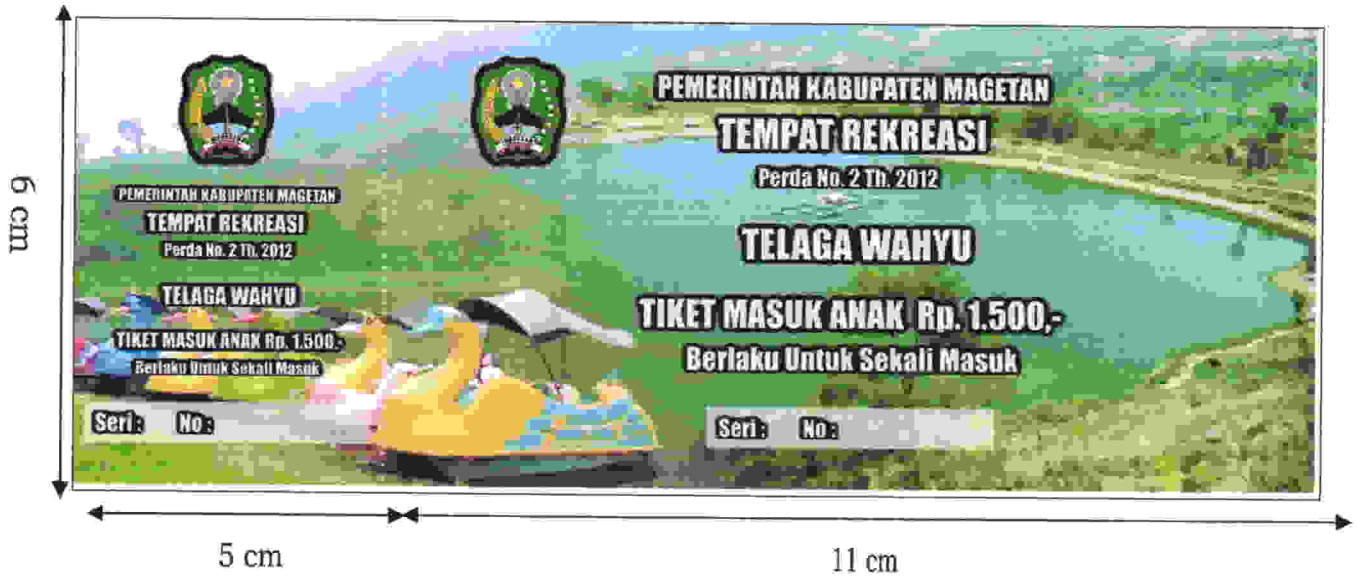 6 cm
PEMERINTAH KABUPATEN MAGETAN
TEMPAT REKREASI
Perda No. 2 Th. 2012
TELAGA WAHYU
TIKET MASUK ANAK Rp. 1.500,-
Berlaku Untuk Sekali Masuk
Seri : No :
PEMERINTAH KABUPATEN MAGETAN
TEMPAT REKREASI
Perda No. 2 Th. 2012
TELAGA WAHYU
TIKET MASUK ANAK Rp. 1.500,-
Berlaku Untuk Sekali Masuk
Seri : No :
5 cm
11 cm